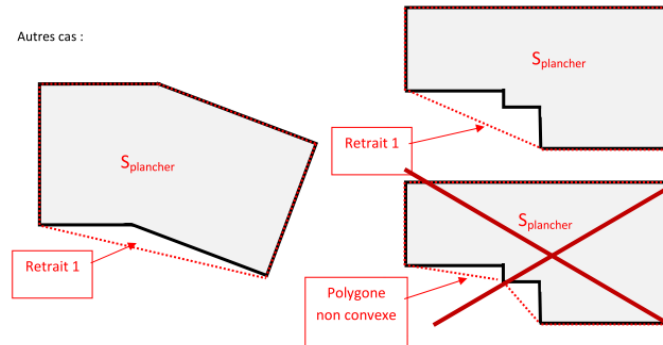 Autres cas :
Splancher
Splancher
Retrait 1
Splancher
Retrait 1
Polygone
non convexe